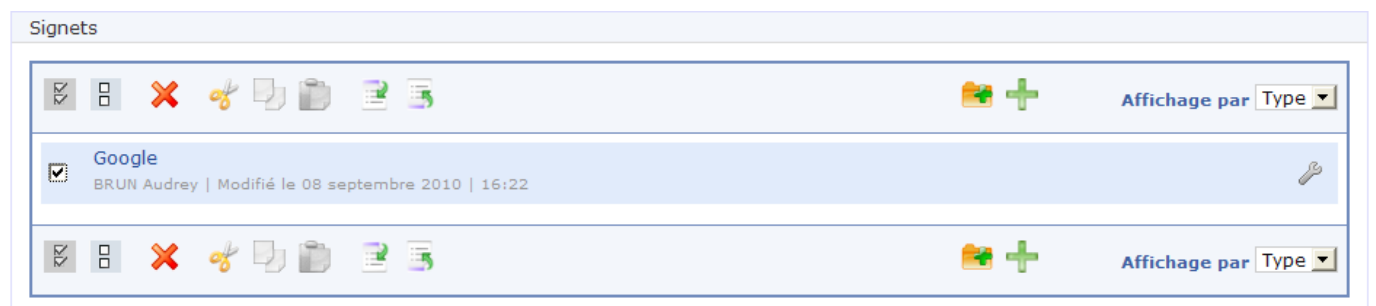 Signets
Affichage par Type
Google
BRUN Audrey | Modifié le 08 septembre 2010 | 16:22
Affichage par Type